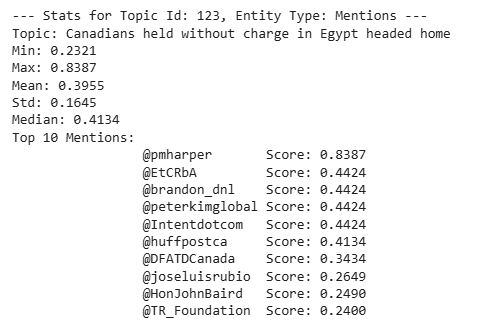 --- Stats for Topic Id: 123, Entity Type: Mentions ---
Topic: Canadians held without charge in Egypt headed home
Min: 0.2321
Max: 0.8387
Mean: 0.3955
Std: 0.1645
Median: 0.4134
Top 10 Mentions:
@pmharper Score: 0.8387
@EtCRbA Score: 0.4424
@brandon_dnl Score: 0.4424
@peterkimglobal Score: 0.4424
@Intentdotcom Score: 0.4424
@huffpostca Score: 0.4134
@DFATDCanada Score: 0.3434
@joseluisrubio Score: 0.2649
@HonJohnBaird Score: 0.2490
@TR_Foundation Score: 0.2400